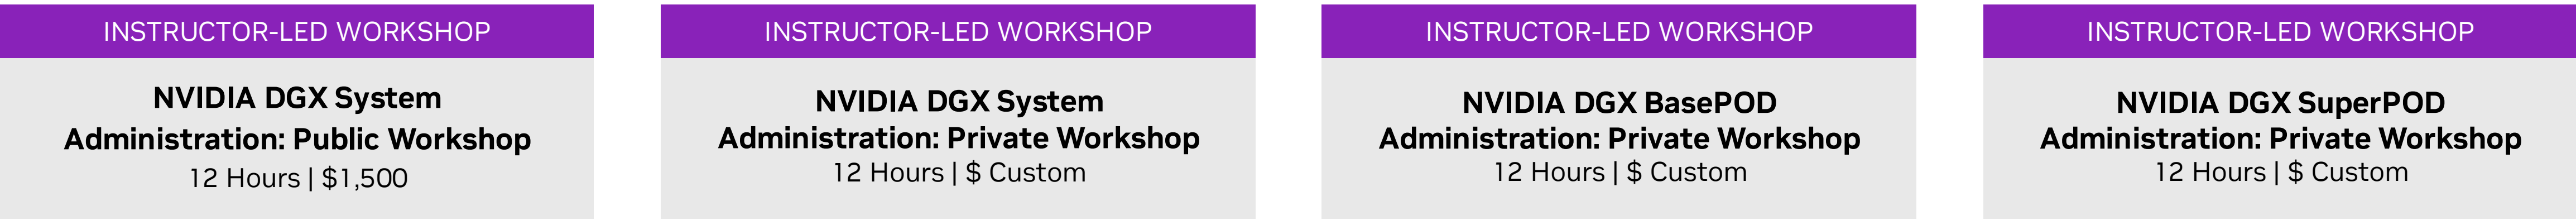 INSTRUCTOR-LED WORKSHOP
NVIDIA DGX System
Administration: Public Workshop
12 Hours | $1,500
INSTRUCTOR-LED WORKSHOP
NVIDIA DGX System
Administration: Private Workshop
12 Hours | $ Custom
INSTRUCTOR-LED WORKSHOP
NVIDIA DGX BasePOD
Administration: Private Workshop
12 Hours | $ Custom
INSTRUCTOR-LED WORKSHOP
NVIDIA DGX SuperPOD
Administration: Private Workshop
12 Hours | $ Custom